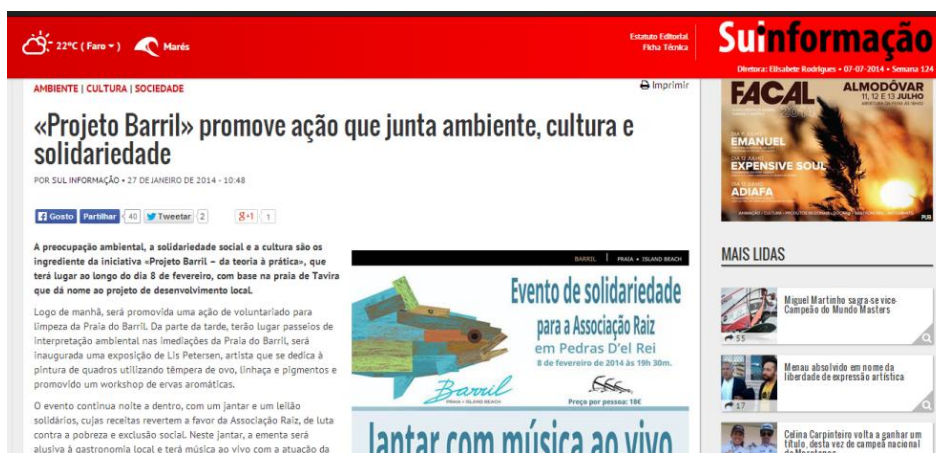 22ºC ( Faro ) Marés
Estatuto Editorial
Ficha Técnica
Sulnformação
Diretora: Elisabete Rodrigues • 07-07-2014 • Semana 124
AMBIENTE | CULTURA | SOCIEDADE
Imprimir
«Projeto Barril» promove ação que junta ambiente, cultura e
solidariedade
POR SUL INFORMAÇÃO • 27 DE JANEIRO DE 2014 - 10:48
Gosto Partilhar 40 Tweetar 2 g+1 1
A preocupação ambiental, a solidariedade social e a cultura são os
ingrediente da iniciativa «Projeto Barril – da teoria à prática», que
terá lugar ao longo do dia 8 de fevereiro, com base na praia de Tavira
que dá nome ao projeto de desenvolvimento local.
Logo de manhã, será promovida uma ação de voluntariado para
limpeza da Praia do Barril. Da parte da tarde, terão lugar passeios de
interpretação ambiental nas imediações da Praia do Barril, será
inaugurada uma exposição de Lis Petersen, artista que se dedica à
pintura de quadros utilizando têmpera de ovo, linhaça e pigmentos e
promovido um workshop de ervas aromáticas.
O evento continua noite a dentro, com um jantar e um leilão
solidários, cujas receitas revertem a favor da Associação Raiz, de luta
contra a pobreza e exclusão social. Neste jantar, a ementa será
alusiva à gastronomia local e terá música ao vivo com a atuação da
BARRIL | PRAIA • ISLAND BEACH
Evento de solidariedade
para a Associação Raiz
em Pedras D'el Rei
8 de fevereiro de 2014 às 19h 30m.
Barril
PRAIA • ISLAND BEACH
Preço por pessoa: 18€
Jantar com música ao vivo
FACAL
ALMODÔVAR
11, 12 E 13 JULHO
EMANUEL
EXPENSIVE SOUL
ADIAFA
PUB
MAIS LIDAS
Miguel Martinho sagra-se vice-
Campeão do Mundo Masters
55
Menau absolvido em nome da
liberdade de expressão artística
17
Celina Carpinteiro volta a ganhar um
título, desta vez de campeã nacional
de Maratonas